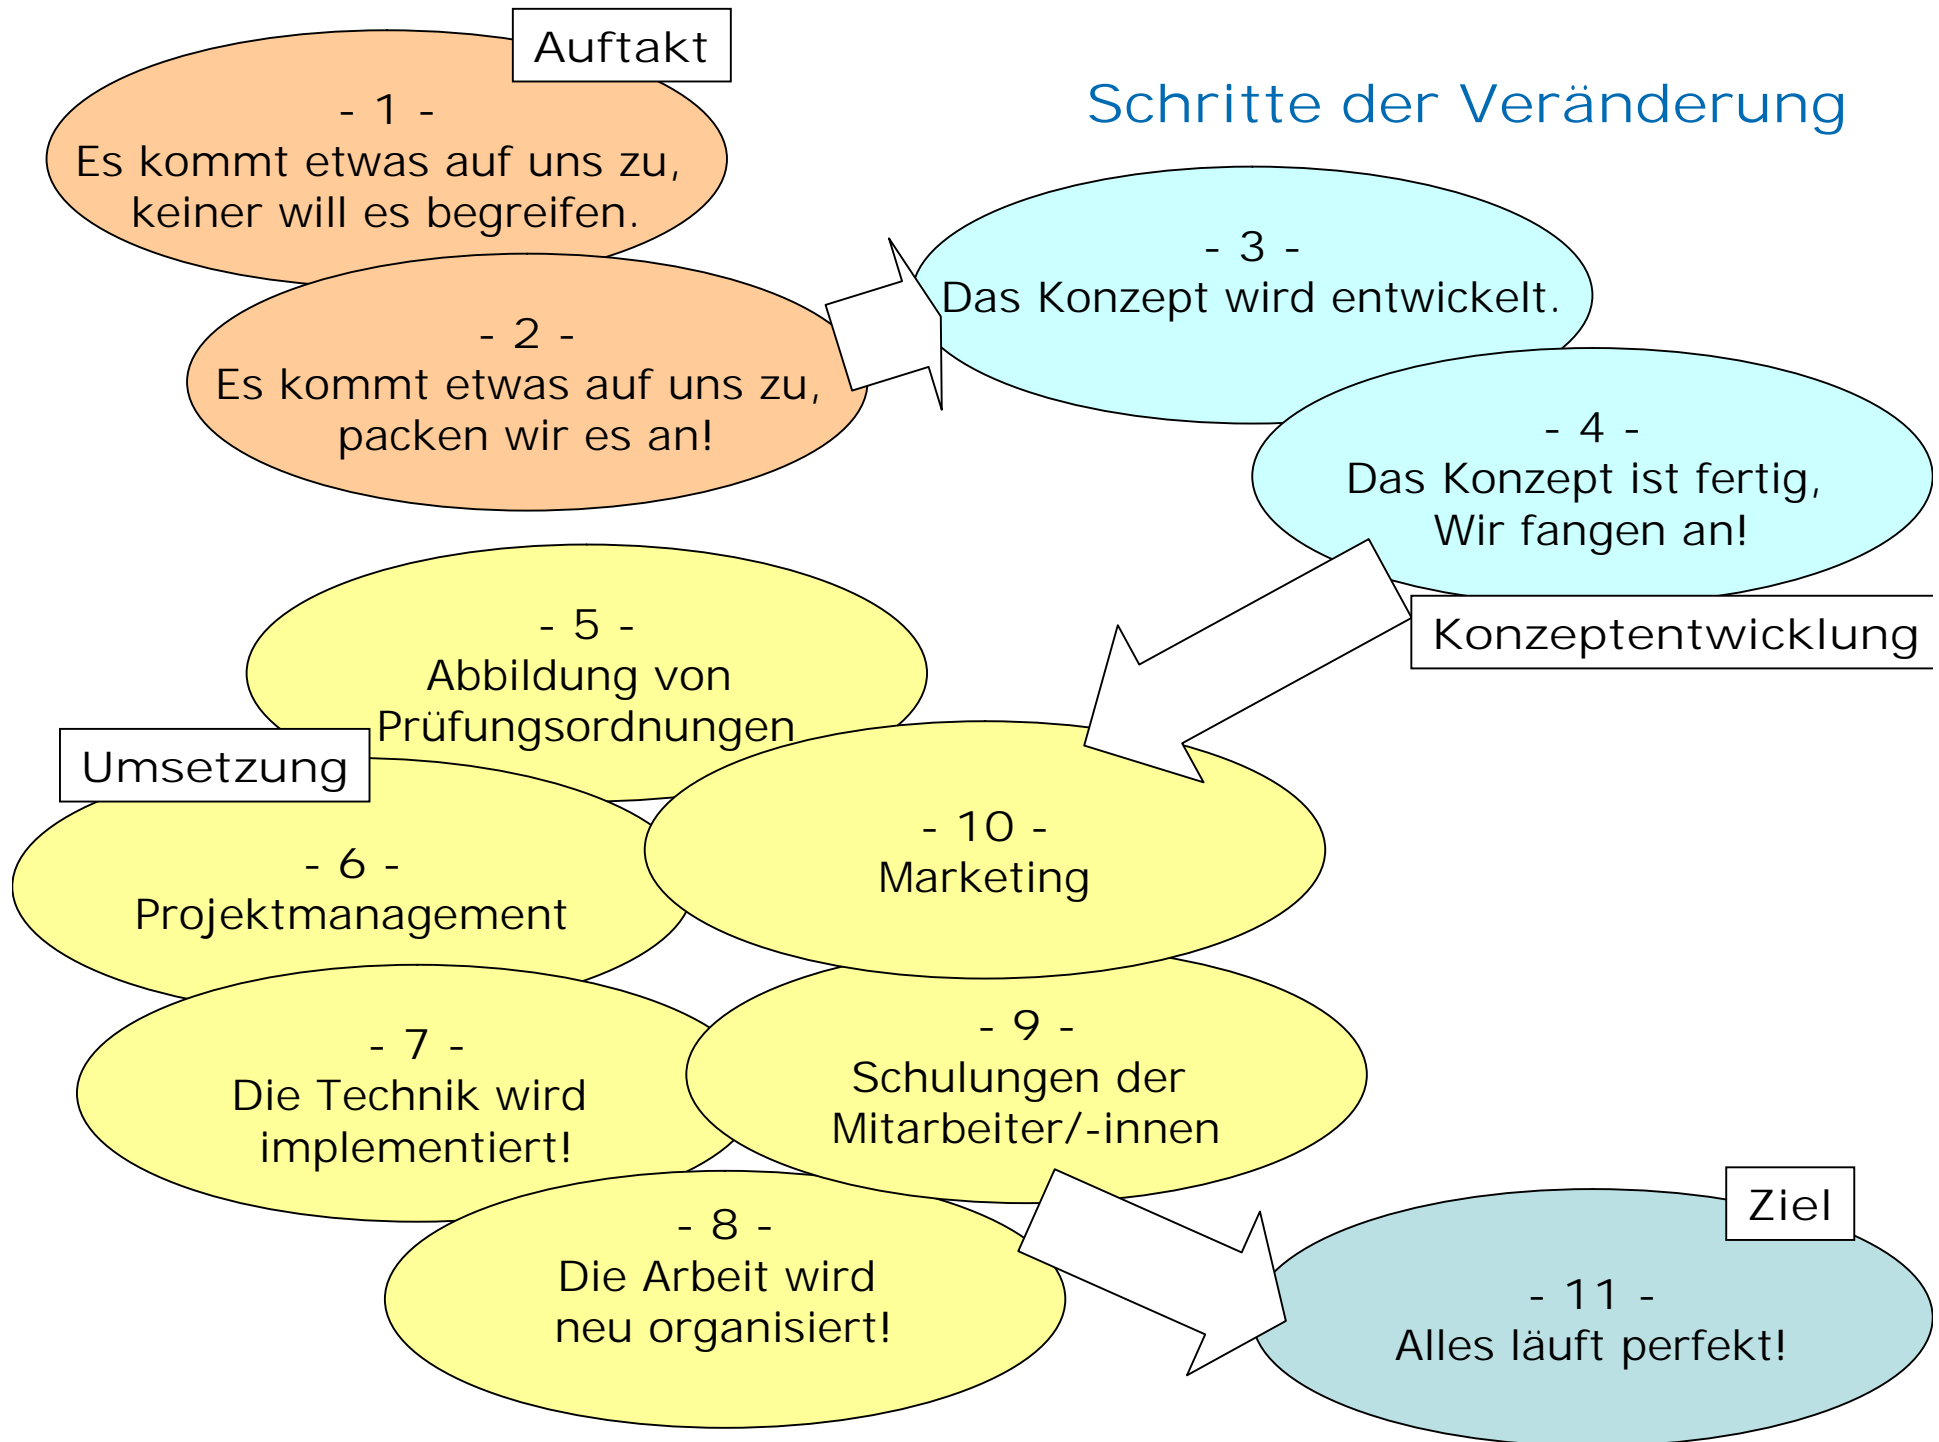 Schritte der Veränderung
Auftakt
- 1 -
Es kommt etwas auf uns zu,
keiner will es begreifen.
- 2 -
Es kommt etwas auf uns zu,
packen wir es an!
- 3 -
Das Konzept wird entwickelt.
- 4 -
Das Konzept ist fertig,
Wir fangen an!
Konzeptentwicklung
Umsetzung
- 5 -
Abbildung von
Prüfungsordnungen
- 6 -
Projektmanagement
- 7 -
Die Technik wird
implementiert!
- 8 -
Die Arbeit wird
neu organisiert!
- 9 -
Schulungen der
Mitarbeiter/-innen
- 10 -
Marketing
Ziel
- 11 -
Alles läuft perfekt!